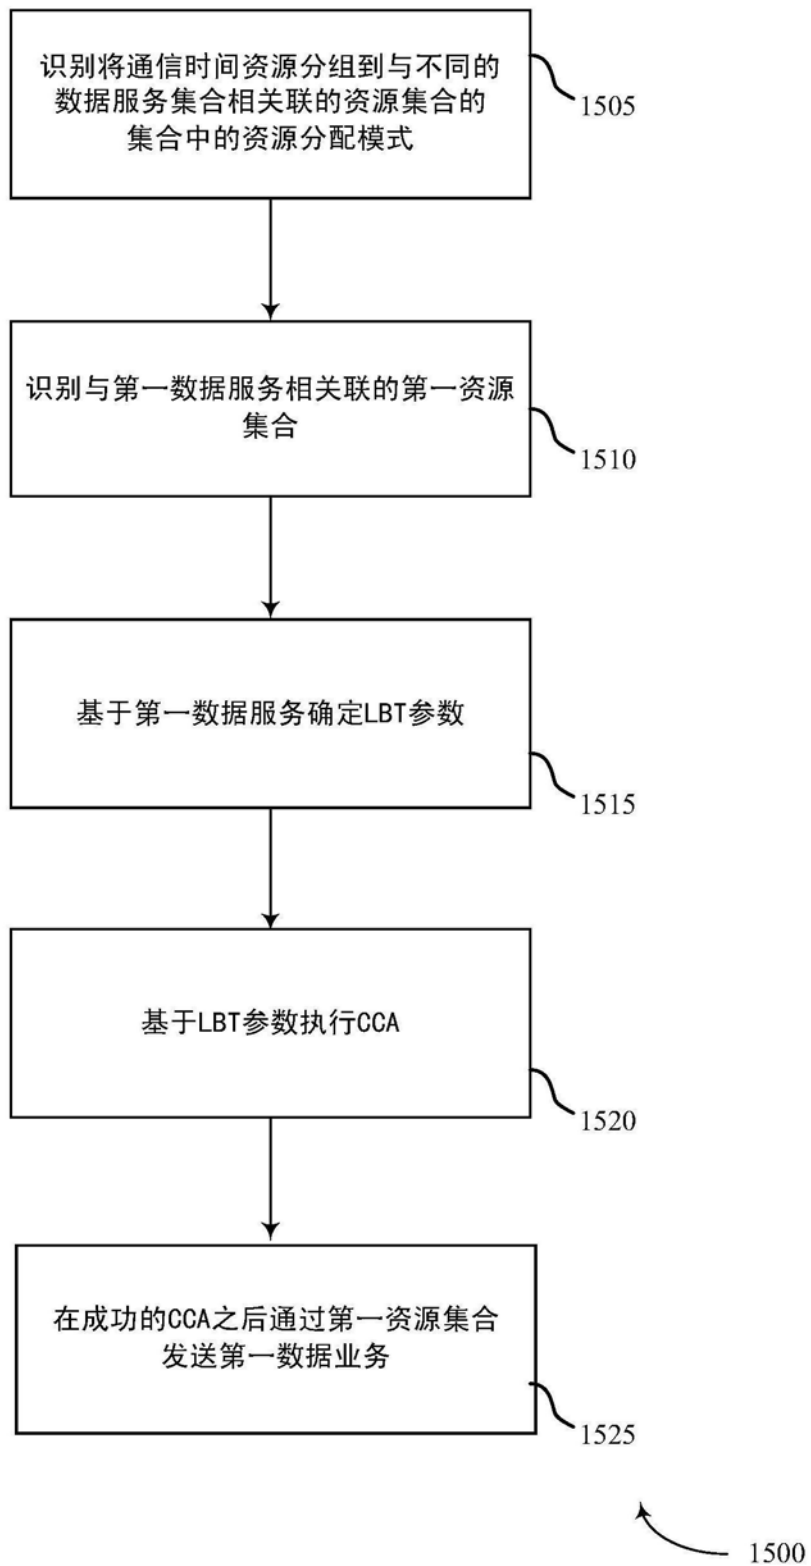 识别将通信时间资源分组到与不同的
数据服务集合相关联的资源集合的
集合中的资源分配模式
1505
识别与第一数据服务相关联的第一资源
集合
1510
基于第一数据服务确定LBT参数
1515
基于LBT参数执行CCA
1520
在成功的CCA之后通过第一资源集合
发送第一数据业务
1525
1500